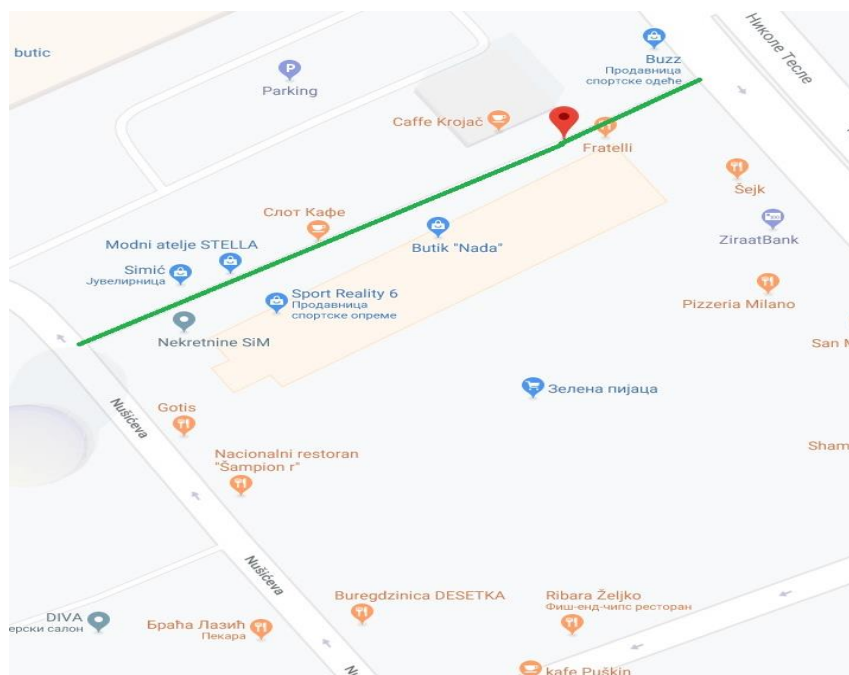 butic
Parking
Buzz
Продавница
спортске одеће
Николе Тесле
Caffe Krojač
Fratelli
Šejk
Слот Кафе
ZiraatBank
Modni atelje STELLA
Butik "Nada"
Simić
Јувелирница
Sport Reality 6
Продавница
спортске опреме
Pizzeria Milano
Nekretnine SiM
San M
Зелена пијаца
Gotis
Nušićeva
Nacionalni restoran
"Šampion r"
Sham
Nušićeva
Buregdzinica DESETKA
Ribara Željko
Фиш-енд-чипс ресторан
DIVA
ерски салон
Браћа Лазић
Пекара
kafe Puškin